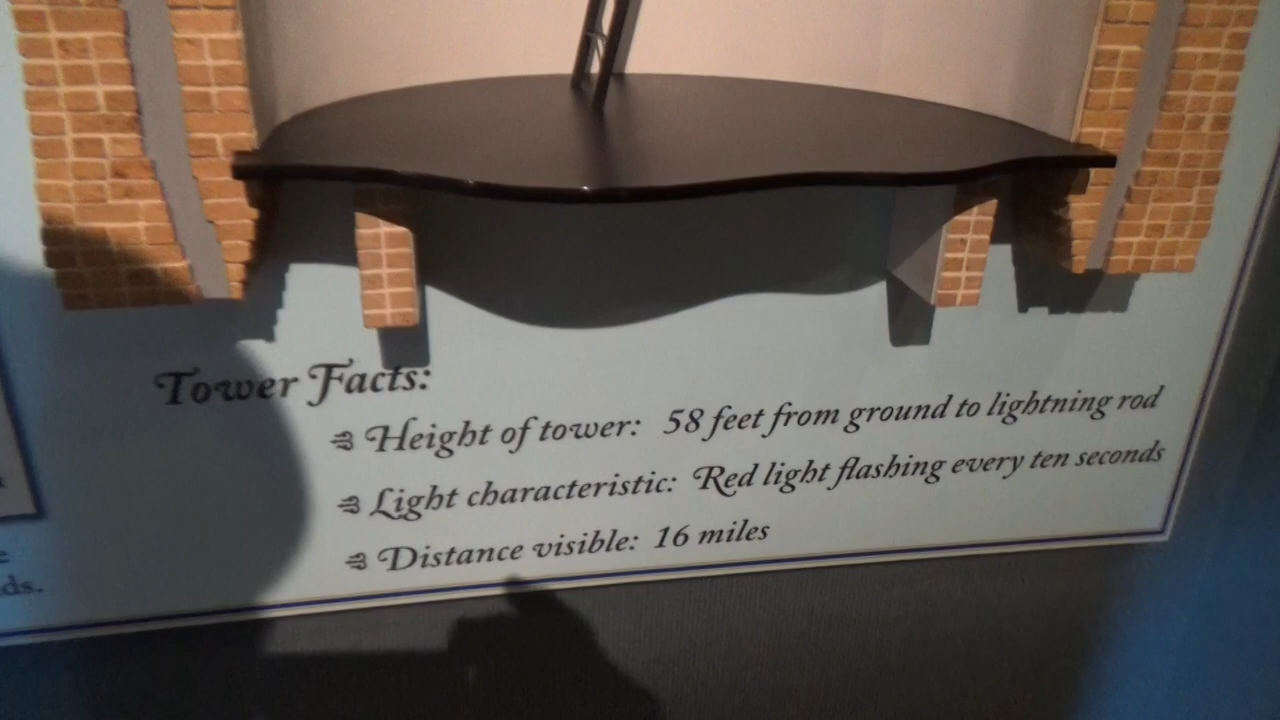 Tower Facts:
Height of tower: 58 feet from ground to lightning rod
Light characteristic: Red light flashing every ten seconds
Distance visible: 16 miles
ds.